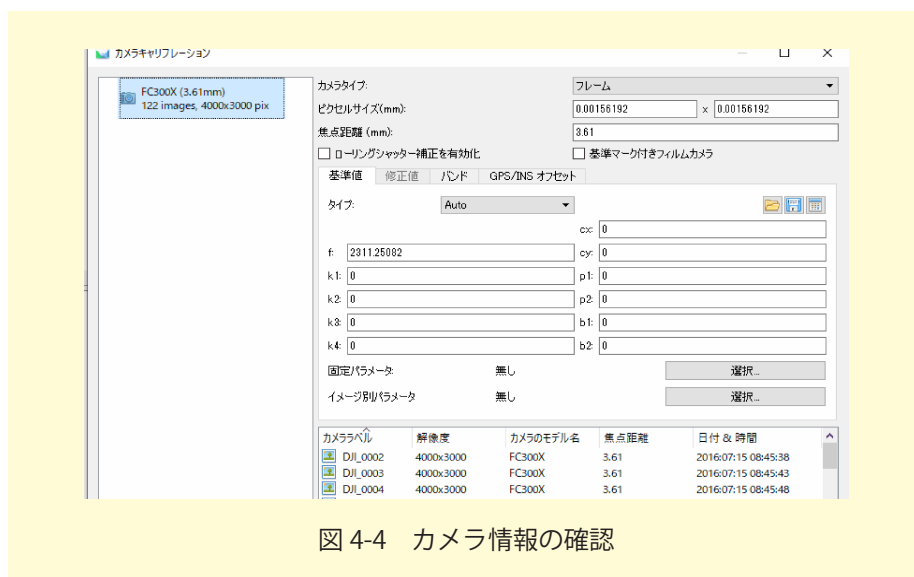 カメラキャリブレーション
FC300X (3.61mm)
122 images, 4000x3000 pix
カメラタイプ: フレーム
ピクセルサイズ(mm): 0.00156192 x 0.00156192
焦点距離 (mm): 3.61
ローリングシャッター補正を有効化 基準マーク付きフィルムカメラ
基準値 修正値 バンド GPS/INS オフセット
タイプ: Auto
cx: 0
f: 2311.25082 cy: 0
k1: 0 p1: 0
k2: 0 p2: 0
k3: 0 b1: 0
k4: 0 b2: 0
固定パラメータ: 無し 選択...
イメージ別パラメータ 無し 選択...
カメララベル 解像度 カメラのモデル名 焦点距離 日付 & 時間
DJI_0002 4000x3000 FC300X 3.61 2016:07:15 08:45:38
DJI_0003 4000x3000 FC300X 3.61 2016:07:15 08:45:43
DJI_0004 4000x3000 FC300X 3.61 2016:07:15 08:45:48
図 4-4 カメラ情報の確認